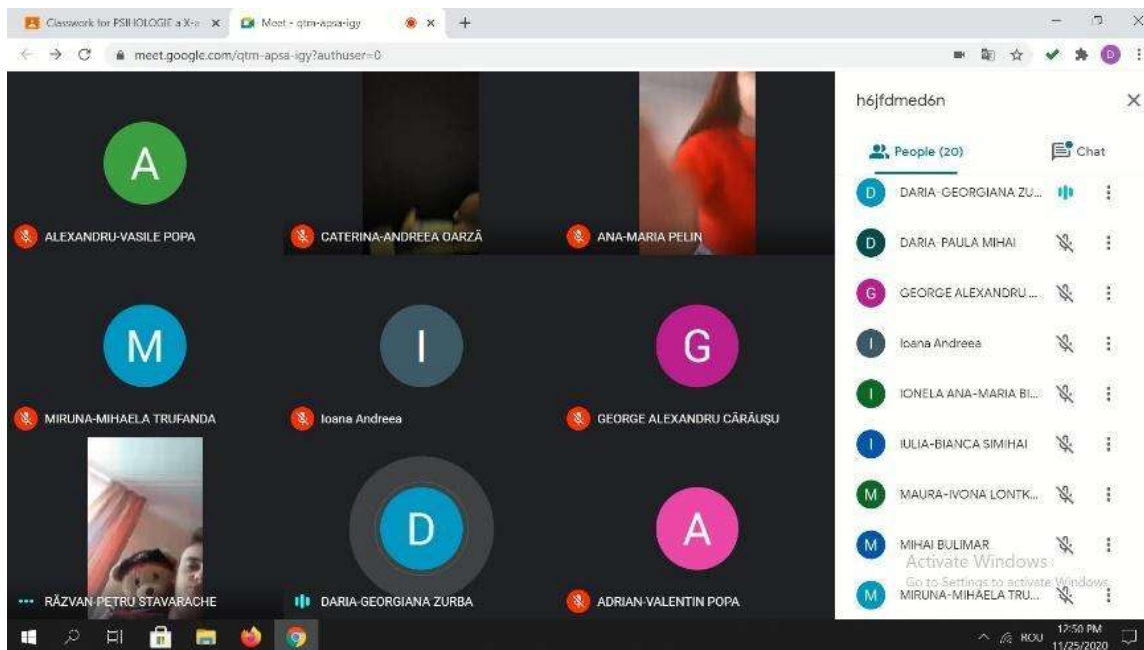 Classwork for PSIHOLOGIE a X-a
Meet - qtm-apsa-igy
meet.google.com/qtm-apsa-igy?authuser=0
D
h6jfdmed6n
People (20)
Chat
A
ALEXANDRU-VASILE POPA
CATERINA-ANDREEA OARZĂ
ANA-MARIA PELIN
M
MIRUNA-MIHAELA TRUFANDA
I
Ioana Andreea
G
GEORGE ALEXANDRU CĂRĂUȘU
RĂZVAN-PETRU STAVARACHE
D
DARIA-GEORGIANA ZURBA
A
ADRIAN-VALENTIN POPA
D DARIA-GEORGIANA ZU...
D DARIA-PAULA MIHAI
G GEORGE ALEXANDRU ...
I Ioana Andreea
I IONELA ANA-MARIA BI...
I IULIA-BIANCA SIMIHAI
M MAURA-IVONA LONTK...
M MIHAI BULIMAR
Activate Windows
Go to Settings to activate Windows.
M MIRUNA-MIHAELA TRU...
ROU
12:50 PM
11/25/2020